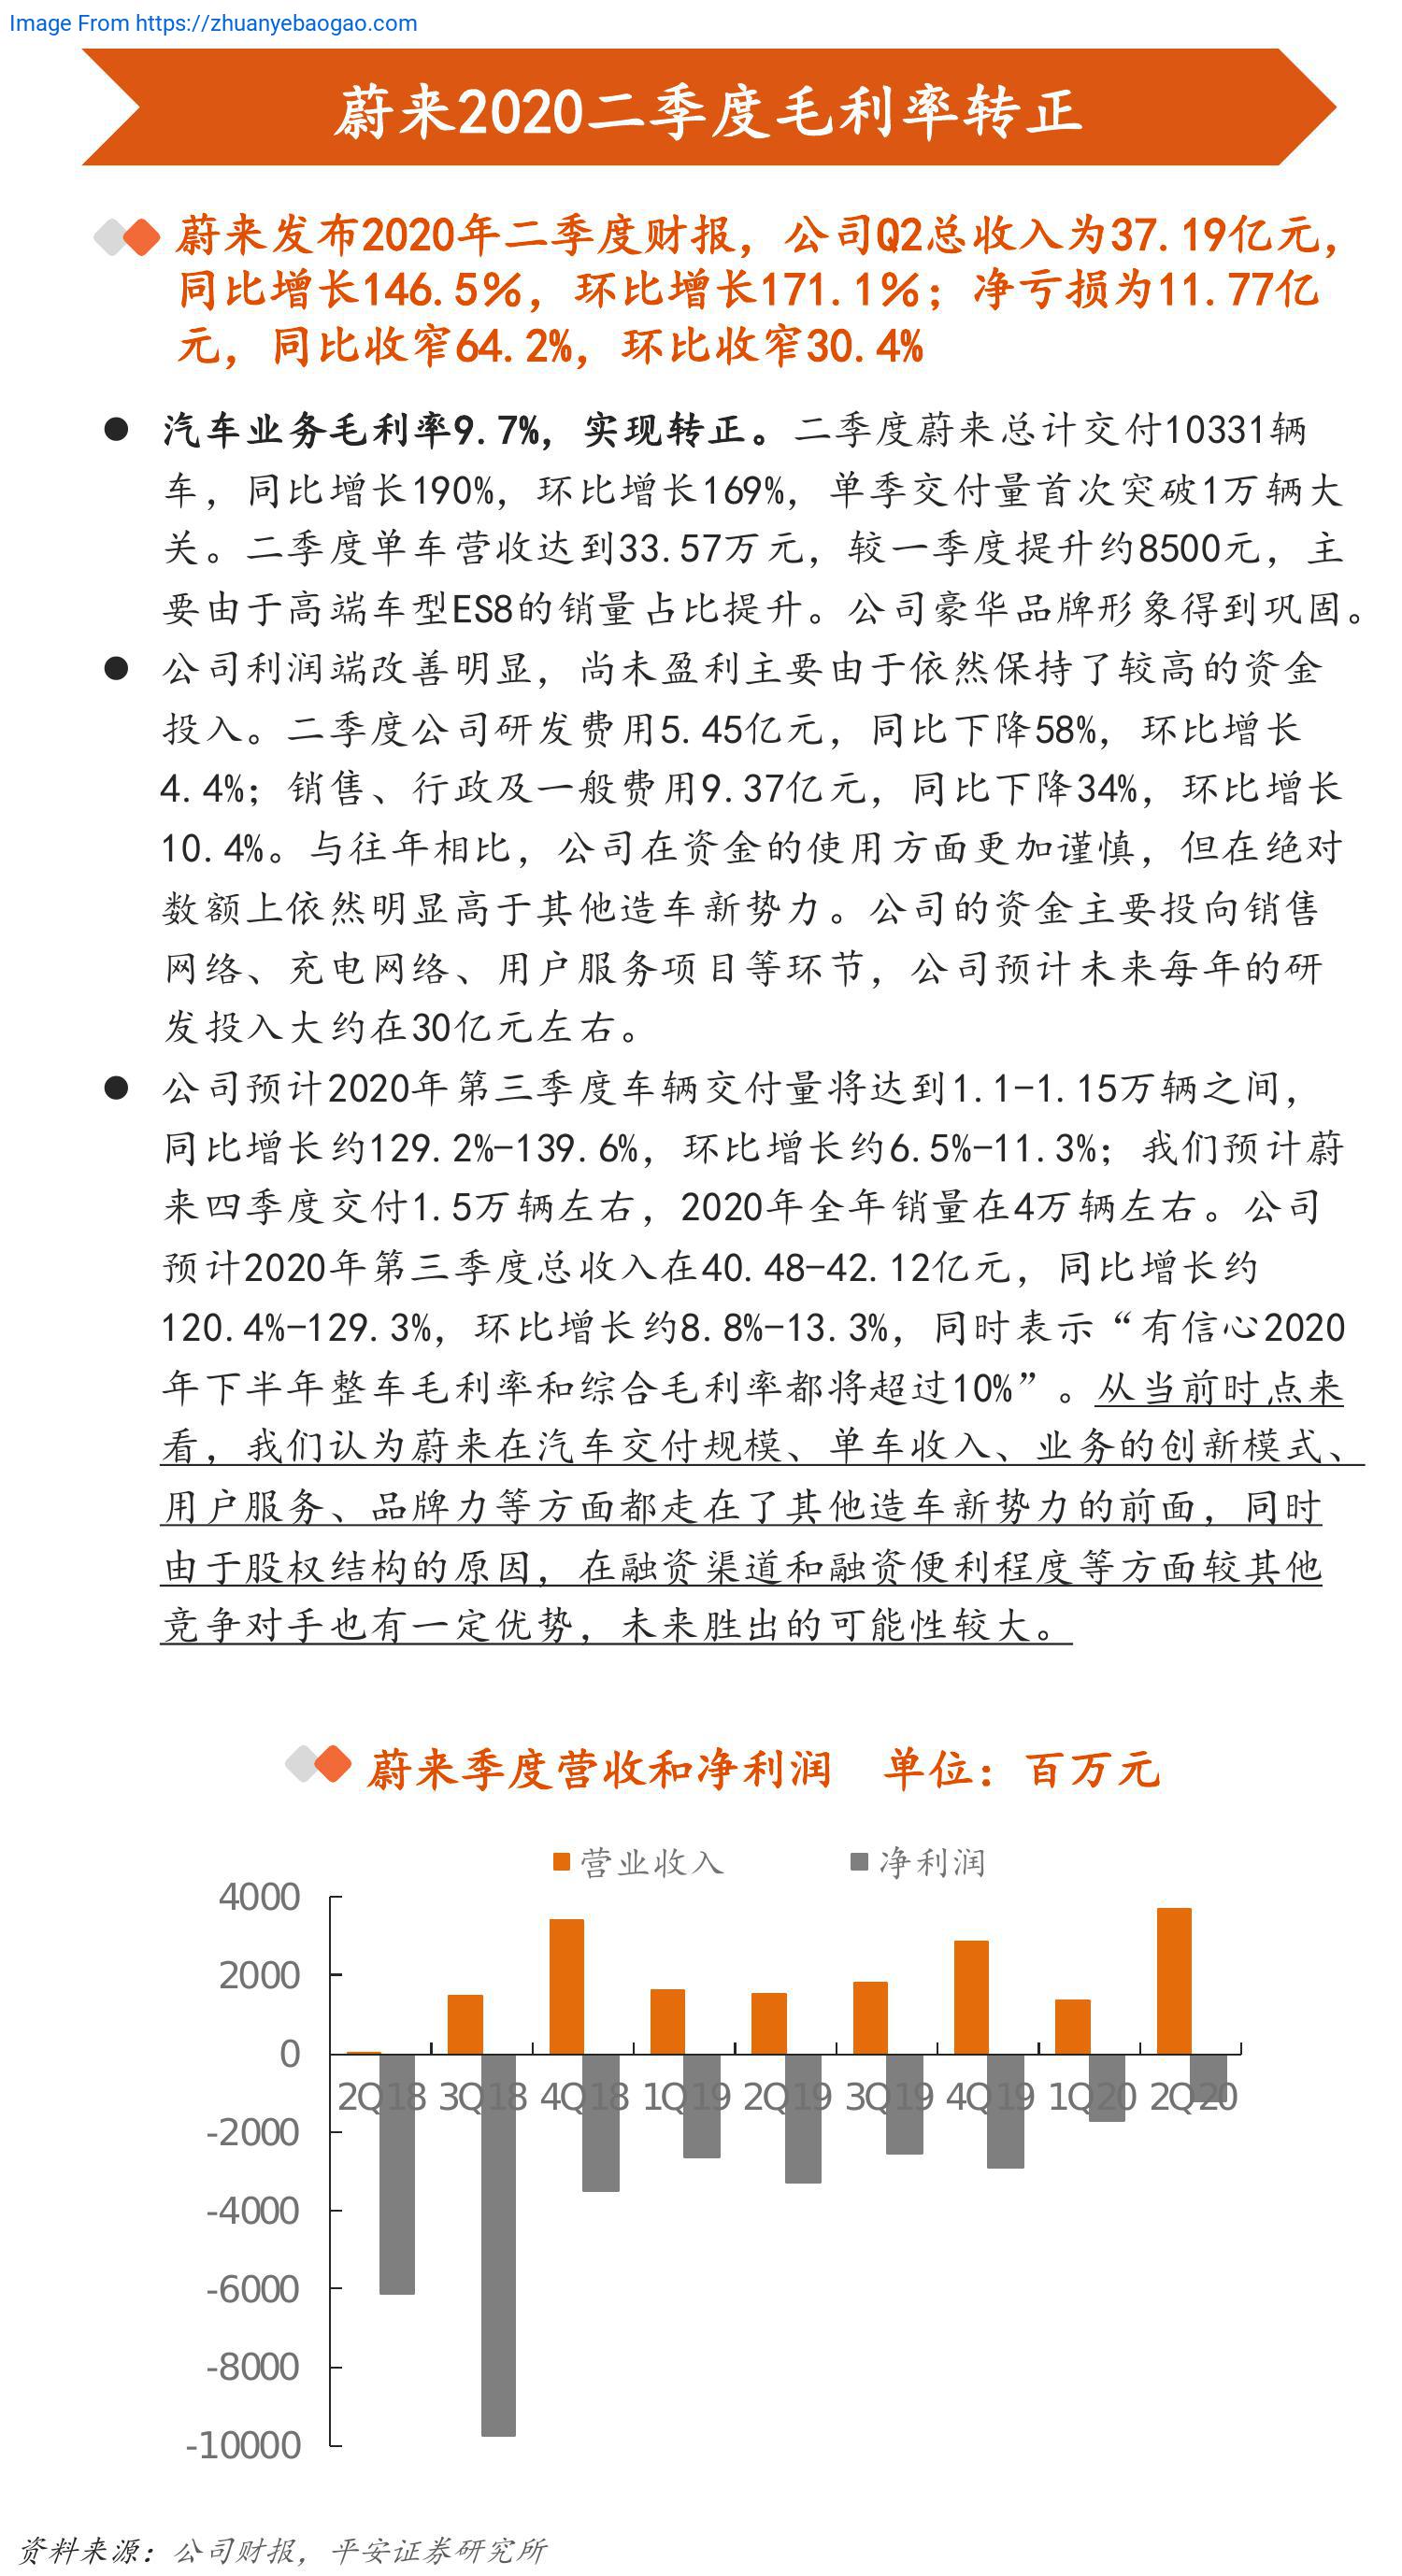 Image From https://zhuanyebaogao.com
蔚来2020二季度毛利率转正
蔚来发布2020年二季度财报，公司Q2总收入为37.19亿元，
同比增长146.5%，环比增长171.1%；净亏损为11.77亿
元，同比收窄64.2%，环比收窄30.4%
● 汽车业务毛利率9.7%，实现转正。二季度蔚来总计交付10331辆
车，同比增长190%，环比增长169%，单季交付量首次突破1万辆大
关。二季度单车营收达到33.57万元，较一季度提升约8500元，主
要由于高端车型ES8的销量占比提升。公司豪华品牌形象得到巩固。
● 公司利润端改善明显，尚未盈利主要由于依然保持了较高的资金
投入。二季度公司研发费用5.45亿元，同比下降58%，环比增长
4.4%；销售、行政及一般费用9.37亿元，同比下降34%，环比增长
10.4%。与往年相比，公司在资金的使用方面更加谨慎，但在绝对
数额上依然明显高于其他造车新势力。公司的资金主要投向销售
网络、充电网络、用户服务项目等环节，公司预计未来每年的研
发投入大约在30亿元左右。
● 公司预计2020年第三季度车辆交付量将达到1.1-1.15万辆之间，
同比增长约129.2%-139.6%，环比增长约6.5%-11.3%；我们预计蔚
来四季度交付1.5万辆左右，2020年全年销量在4万辆左右。公司
预计2020年第三季度总收入在40.48-42.12亿元，同比增长约
120.4%-129.3%，环比增长约8.8%-13.3%，同时表示“有信心2020
年下半年整车毛利率和综合毛利率都将超过10%”。从当前时点来
看，我们认为蔚来在汽车交付规模、单车收入、业务的创新模式、
用户服务、品牌力等方面都走在了其他造车新势力的前面，同时
由于股权结构的原因，在融资渠道和融资便利程度等方面较其他
竞争对手也有一定优势，未来胜出的可能性较大。
蔚来季度营收和净利润 单位：百万元
营业收入 净利润
4000
2000
0
2Q18 3Q18 4Q18 1Q19 2Q19 3Q19 4Q19 1Q20 2Q20
-2000
-4000
-6000
-8000
-10000
资料来源：公司财报，平安证券研究所